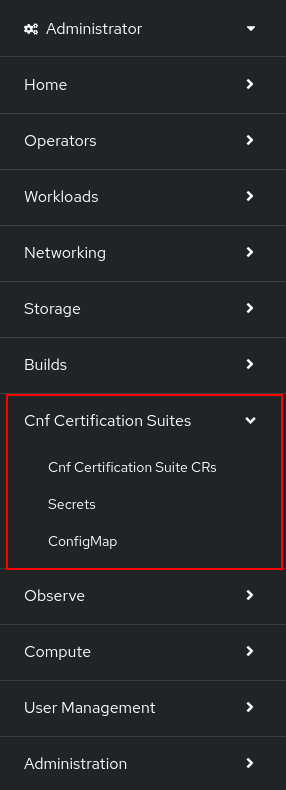 Administrator
Home
Operators
Workloads
Networking
Storage
Builds
Cnf Certification Suites
Cnf Certification Suite CRs
Secrets
ConfigMap
Observe
Compute
User Management
Administration